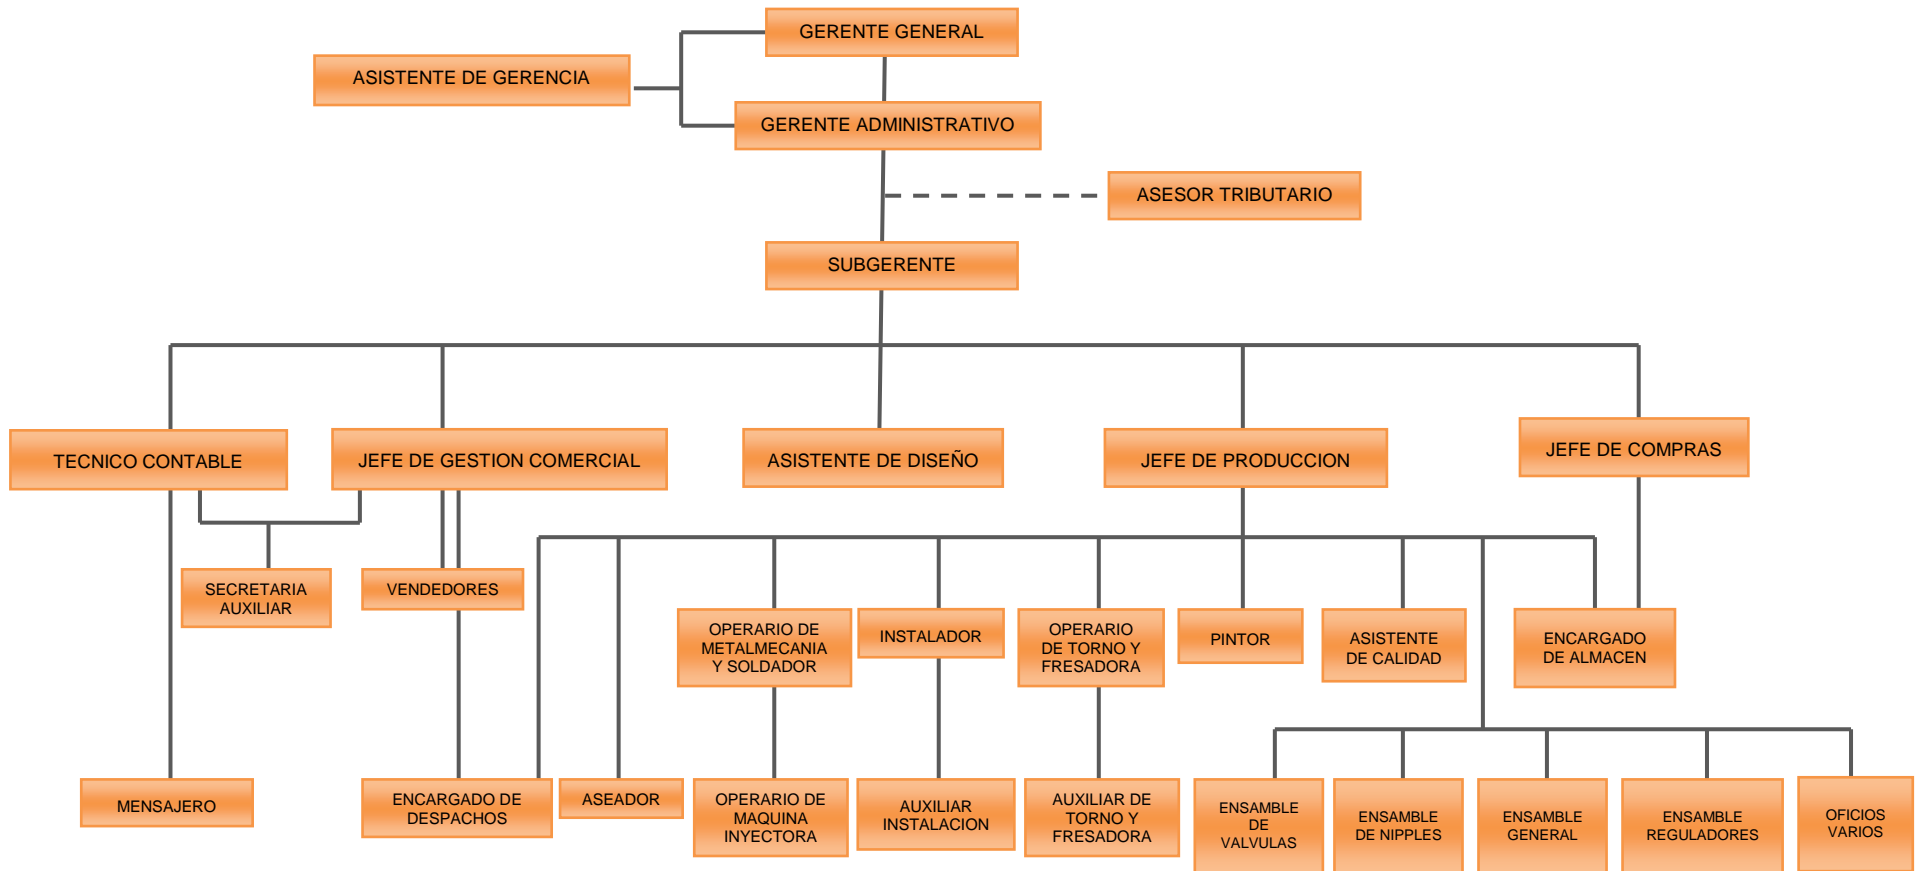 GERENTE GENERAL
ASISTENTE DE GERENCIA
GERENTE ADMINISTRATIVO
ASESOR TRIBUTARIO
SUBGERENTE
TECNICO CONTABLE
JEFE DE GESTION COMERCIAL
ASISTENTE DE DISEÑO
JEFE DE PRODUCCION
JEFE DE COMPRAS
SECRETARIA
AUXILIAR
VENDEDORES
OPERARIO DE
METALMECANIA
Y SOLDADOR
INSTALADOR
OPERARIO
DE TORNO Y
FRESADORA
PINTOR
ASISTENTE
DE CALIDAD
ENCARGADO
DE ALMACEN
MENSAJERO
ENCARGADO DE
DESPACHOS
ASEADOR
OPERARIO DE
MAQUINA
INYECTORA
AUXILIAR
INSTALACION
AUXILIAR DE
TORNO Y
FRESADORA
ENSAMBLE
DE
VALVULAS
ENSAMBLE
DE NIPPLES
ENSAMBLE
GENERAL
ENSAMBLE
REGULADORES
OFICIOS
VARIOS